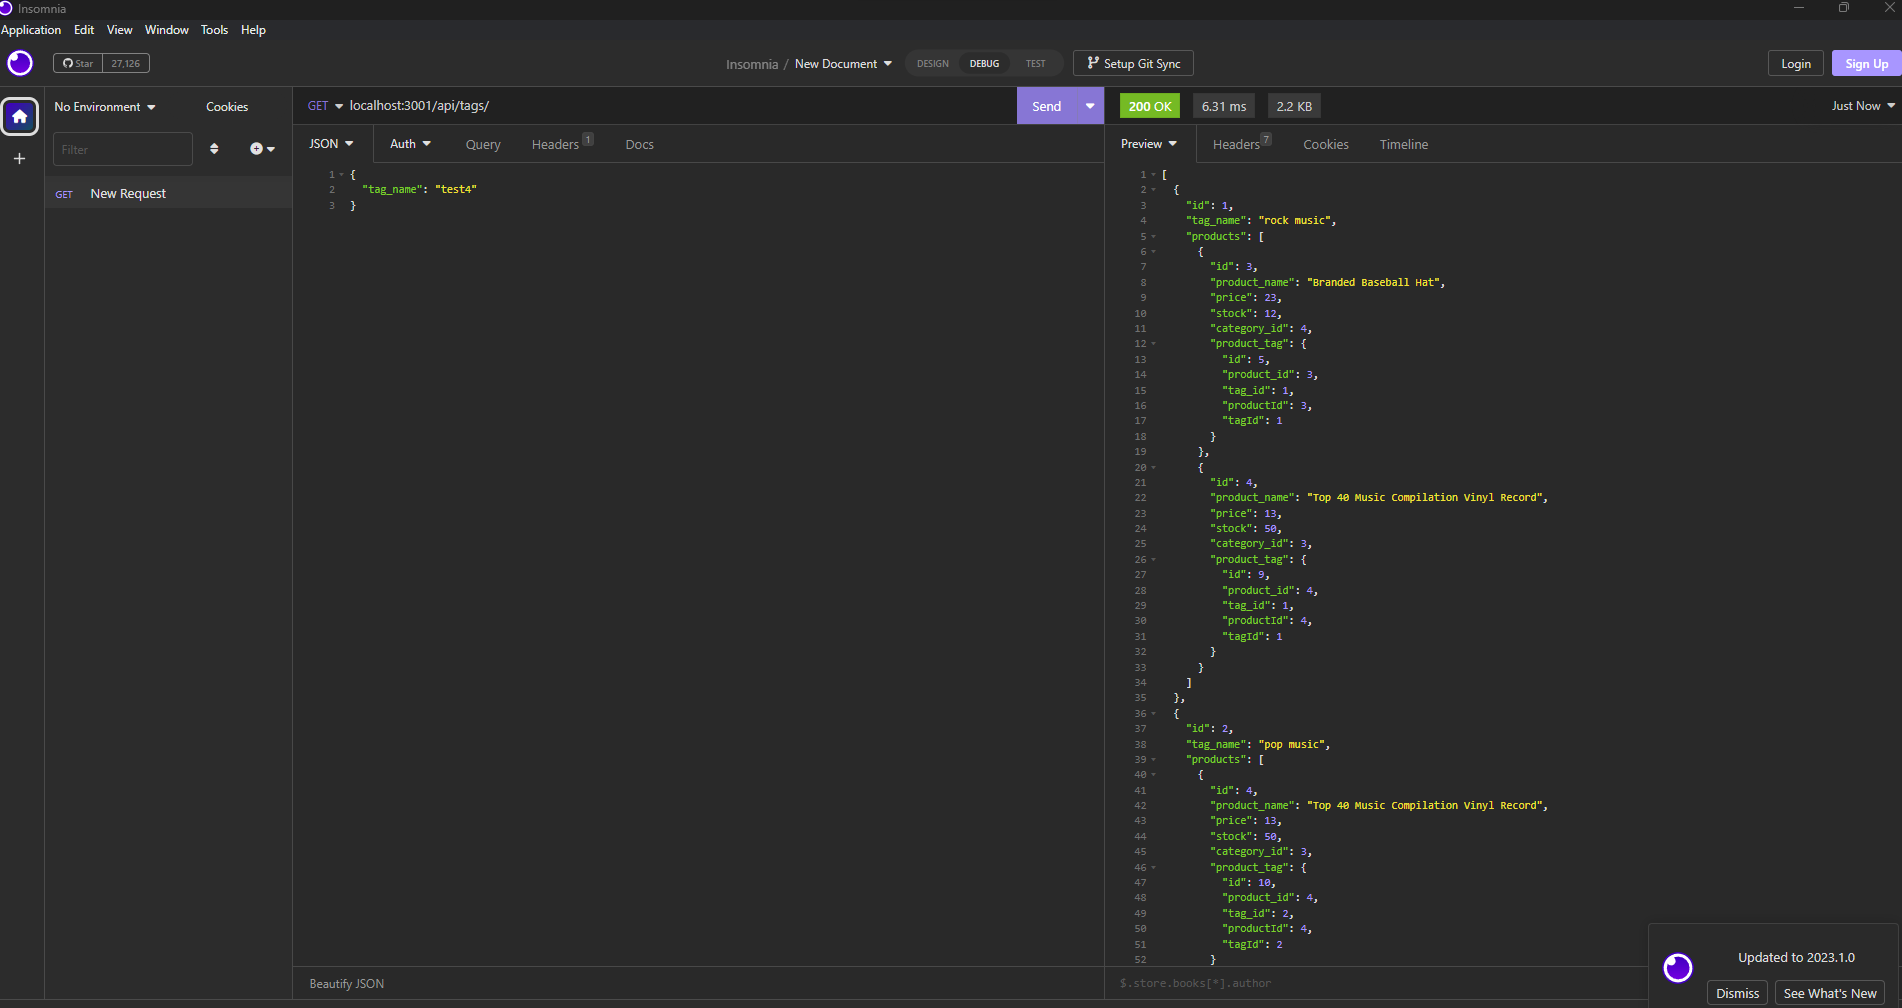 Insomnia
Application Edit View Window Tools Help
Star 27,126
Insomnia / New Document
DESIGN DEBUG TEST
Setup Git Sync
Login
Sign Up
No Environment
Cookies
Filter
GET New Request
GET localhost:3001/api/tags/
Send
JSON Auth Query Headers 1 Docs
1 {
2 "tag_name": "test4"
3 }
Beautify JSON
200 OK 6.31 ms 2.2 KB
Just Now
Preview Headers 7 Cookies Timeline
1 [
2 {
3 "id": 1,
4 "tag_name": "rock music",
5 "products": [
6 {
7 "id": 3,
8 "product_name": "Branded Baseball Hat",
9 "price": 23,
10 "stock": 12,
11 "category_id": 4,
12 "product_tag": {
13 "id": 5,
14 "product_id": 3,
15 "tag_id": 1,
16 "productId": 3,
17 "tagId": 1
18 }
19 },
20 {
21 "id": 4,
22 "product_name": "Top 40 Music Compilation Vinyl Record",
23 "price": 13,
24 "stock": 50,
25 "category_id": 3,
26 "product_tag": {
27 "id": 9,
28 "product_id": 4,
29 "tag_id": 1,
30 "productId": 4,
31 "tagId": 1
32 }
33 }
34 ]
35 },
36 {
37 "id": 2,
38 "tag_name": "pop music",
39 "products": [
40 {
41 "id": 4,
42 "product_name": "Top 40 Music Compilation Vinyl Record",
43 "price": 13,
44 "stock": 50,
45 "category_id": 3,
46 "product_tag": {
47 "id": 10,
48 "product_id": 4,
49 "tag_id": 2,
50 "productId": 4,
51 "tagId": 2
52 }
$.store.books[*].author
Updated to 2023.1.0
Dismiss
See What's New